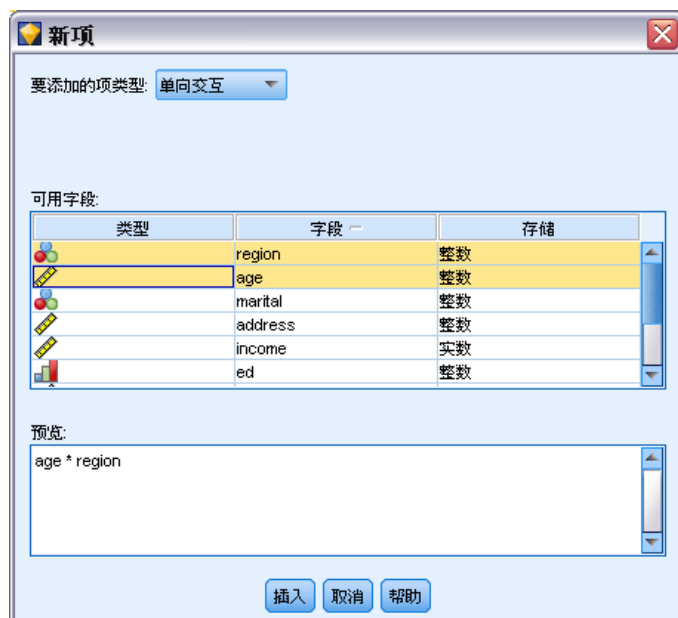 新项
要添加的项类型: 单向交互
可用字段:
类型 字段 存储
region 整数
age 整数
marital 整数
address 整数
income 实数
ed 整数
预览:
age * region
插入 取消 帮助